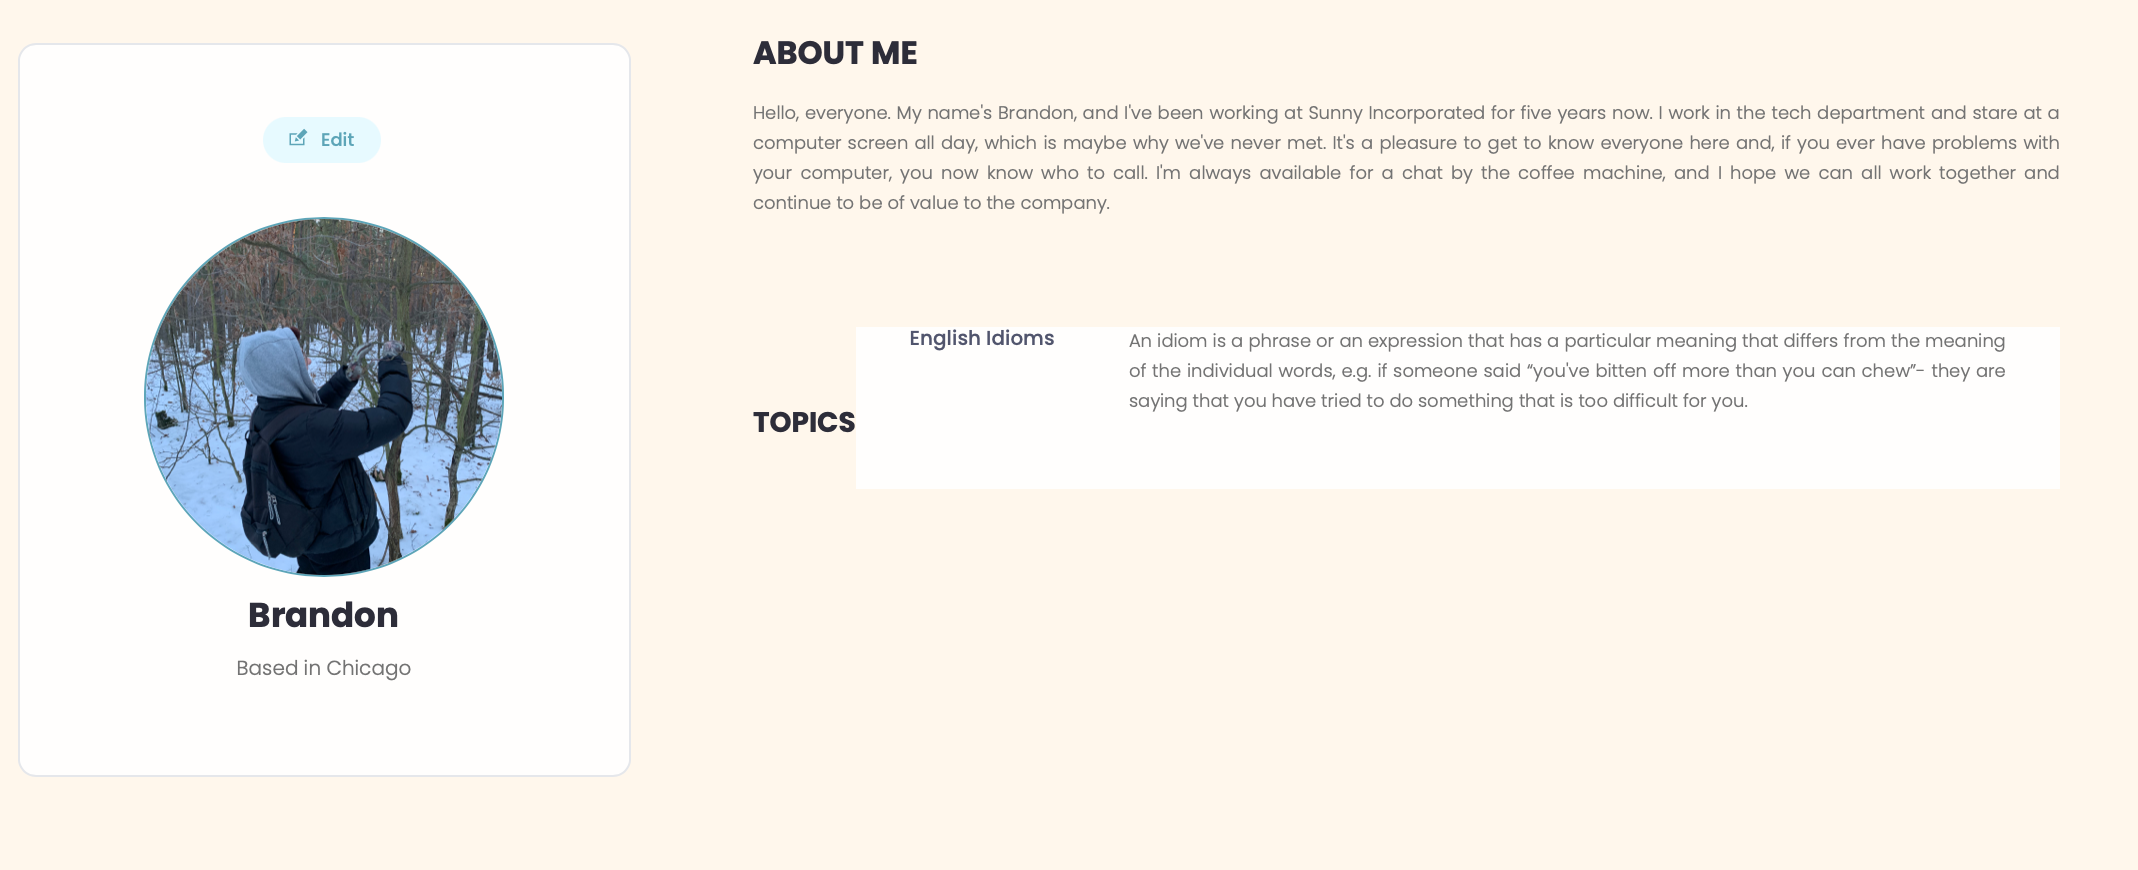 Edit
Brandon
Based in Chicago
ABOUT ME
Hello, everyone. My name's Brandon, and I've been working at Sunny Incorporated for five years now. I work in the tech department and stare at a
computer screen all day, which is maybe why we've never met. It's a pleasure to get to know everyone here and, if you ever have problems with
your computer, you now know who to call. I'm always available for a chat by the coffee machine, and I hope we can all work together and
continue to be of value to the company.
TOPICS
English Idioms
An idiom is a phrase or an expression that has a particular meaning that differs from the meaning
of the individual words, e.g. if someone said “you've bitten off more than you can chew”- they are
saying that you have tried to do something that is too difficult for you.